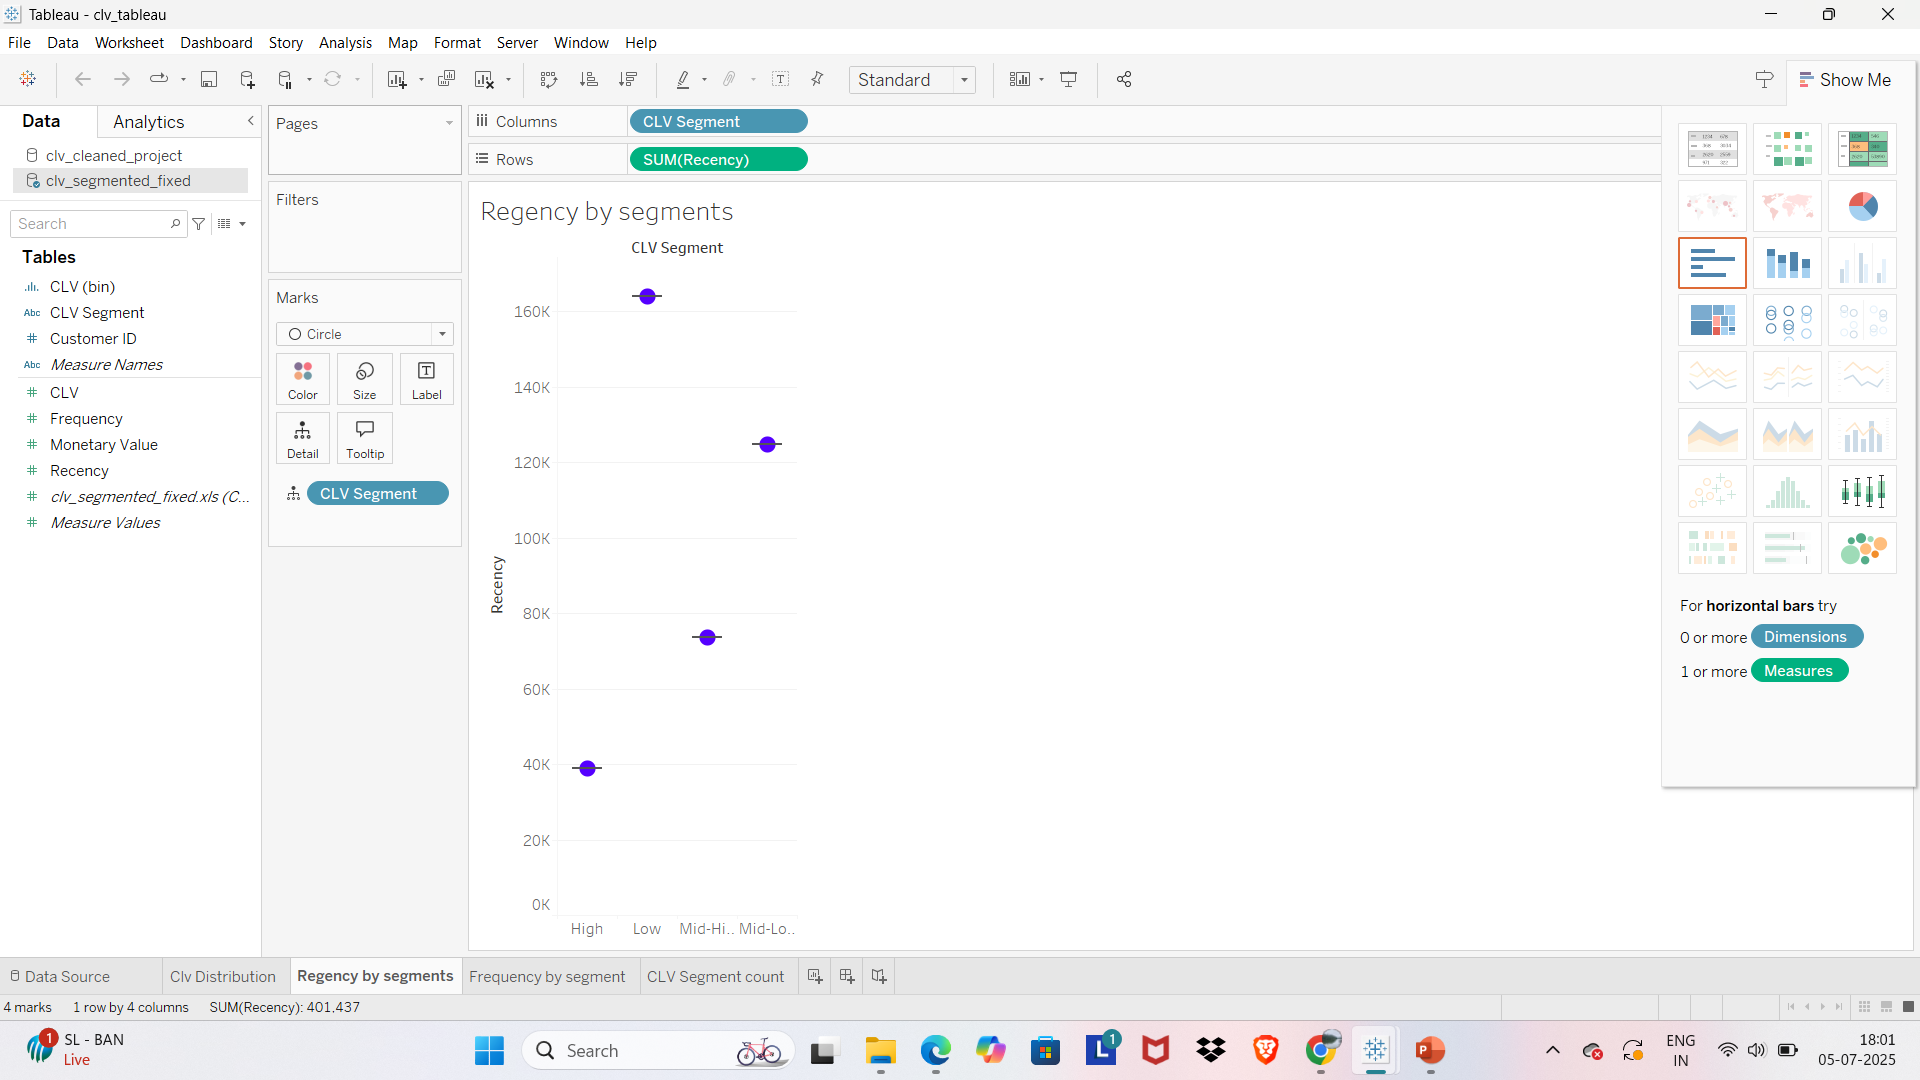 Tableau - clv_tableau
File Data Worksheet Dashboard Story Analysis Map Format Server Window Help
Standard
Show Me
Data Analytics
clv_cleaned_project
clv_segmented_fixed
Search
Tables
CLV (bin)
Abc CLV Segment
# Customer ID
Abc Measure Names
# CLV
# Frequency
# Monetary Value
# Recency
# clv_segmented_fixed.xls (C...
# Measure Values
Pages
Filters
Marks
Circle
Color Size Label
Detail Tooltip
CLV Segment
Columns CLV Segment
Rows SUM(Recency)
Regency by segments
CLV Segment
160K
140K
120K
100K
80K
60K
40K
20K
0K
Recency
High Low Mid-Hi.. Mid-Lo..
For horizontal bars try
0 or more Dimensions
1 or more Measures
Data Source Clv Distribution Regency by segments Frequency by segment CLV Segment count
4 marks 1 row by 4 columns SUM(Recency): 401,437
1 SL - BAN
Live
Search
L 1
ENG
IN
18:01
05-07-2025